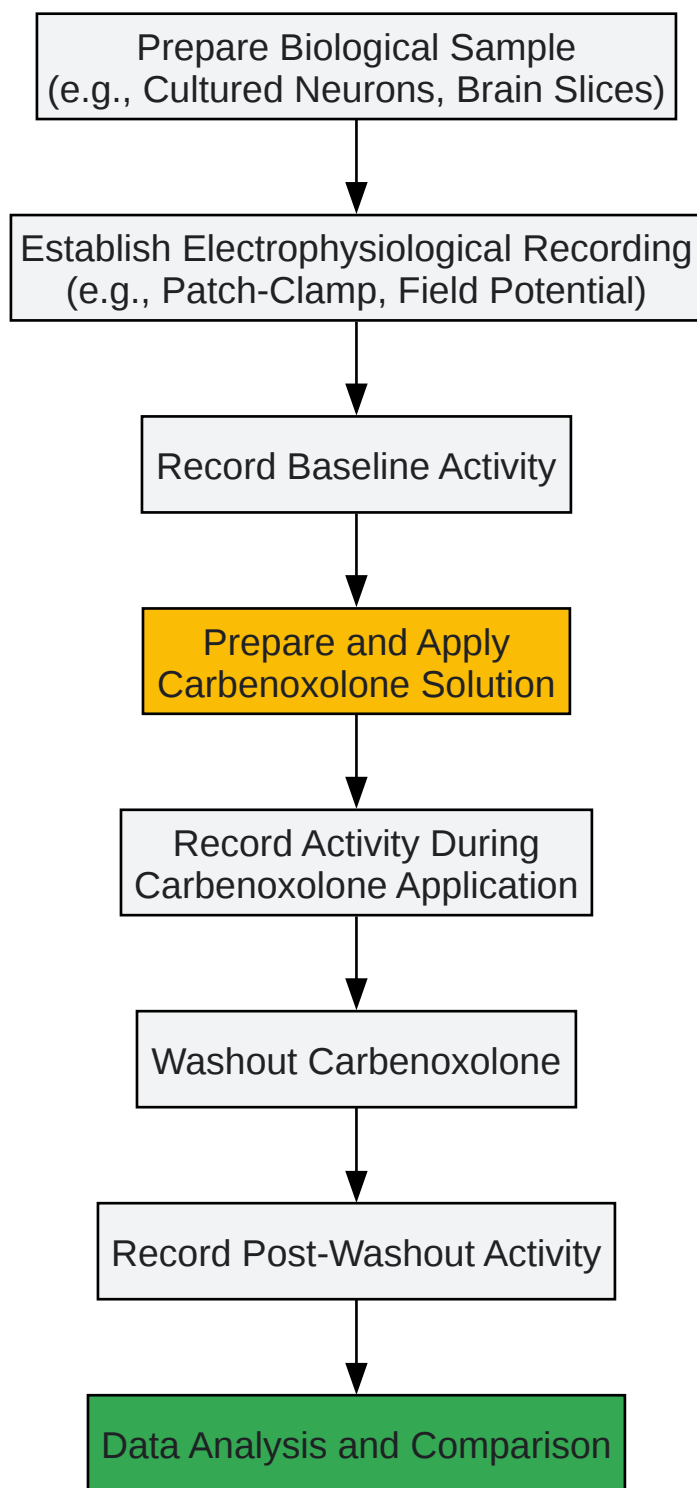 Prepare Biological Sample
(e.g., Cultured Neurons, Brain Slices)
Establish Electrophysiological Recording
(e.g., Patch-Clamp, Field Potential)
Record Baseline Activity
Prepare and Apply
Carbenoxolone Solution
Record Activity During
Carbenoxolone Application
Washout Carbenoxolone
Record Post-Washout Activity
Data Analysis and Comparison